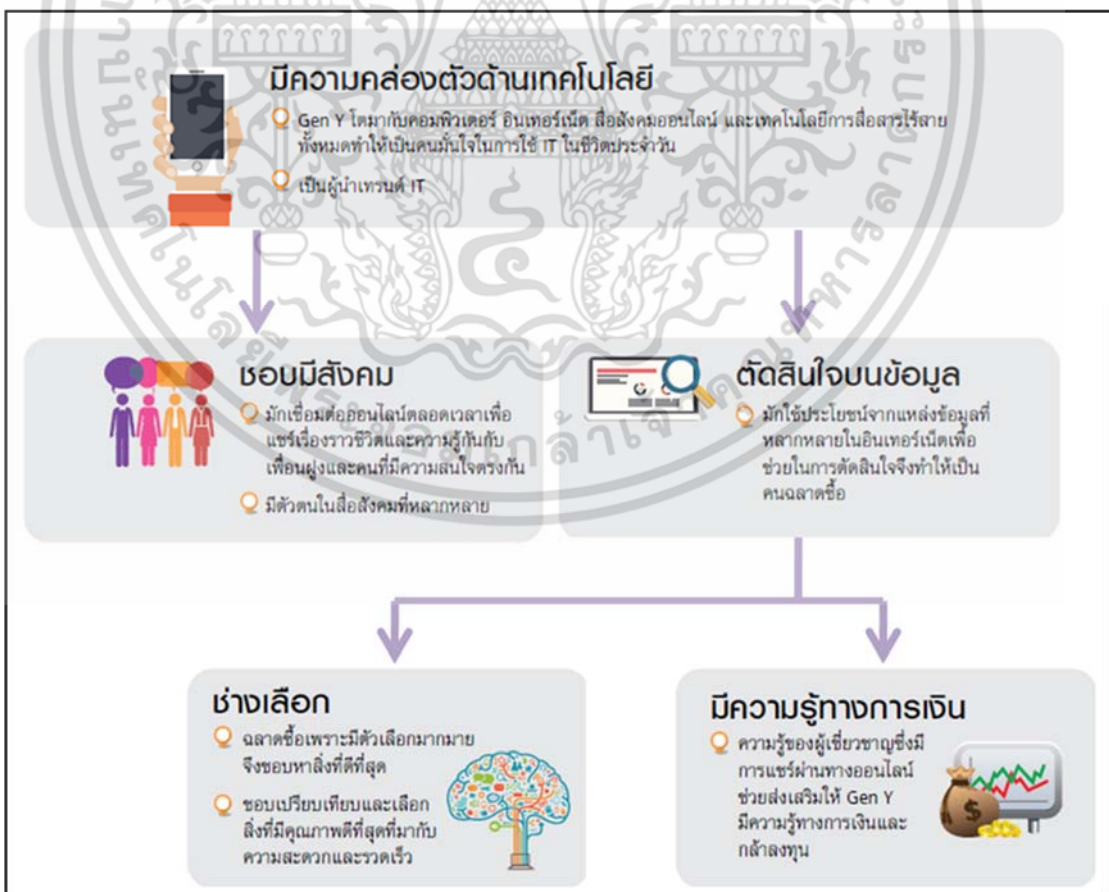 มีความคล่องตัวด้านเทคโนโลยี
Gen Y โตมากับคอมพิวเตอร์ อินเทอร์เน็ต สื่อสังคมออนไลน์ และเทคโนโลยีการสื่อสารไร้สาย
ทั้งหมดทำให้เป็นคนมั่นใจในการใช้ IT ในชีวิตประจำวัน
เป็นผู้นำเทรนด์ IT
ชอบมีสังคม
มักเชื่อมต่อออนไลน์ตลอดเวลาเพื่อ
แชร์เรื่องราวชีวิตและความรู้กันกับ
เพื่อนฝูงและคนที่มีความสนใจตรงกัน
มีตัวตนในสื่อสังคมที่หลากหลาย
ตัดสินใจบนข้อมูล
มักใช้ประโยชน์จากแหล่งข้อมูลที่
หลากหลายในอินเทอร์เน็ตเพื่อ
ช่วยในการตัดสินใจจึงทำให้เป็น
คนฉลาดซื้อ
ช่างเลือก
ฉลาดซื้อเพราะมีตัวเลือกมากมาย
จึงชอบหาสิ่งที่ดีที่สุด
ชอบเปรียบเทียบและเลือก
สิ่งที่มีคุณภาพดีที่สุดที่มากับ
ความสะดวกและรวดเร็ว
มีความรู้ทางการเงิน
ความรู้ของผู้เชี่ยวชาญซึ่งมี
การแชร์ผ่านทางออนไลน์
ช่วยส่งเสริมให้ Gen Y
มีความรู้ทางการเงินและ
กล้าลงทุน
$